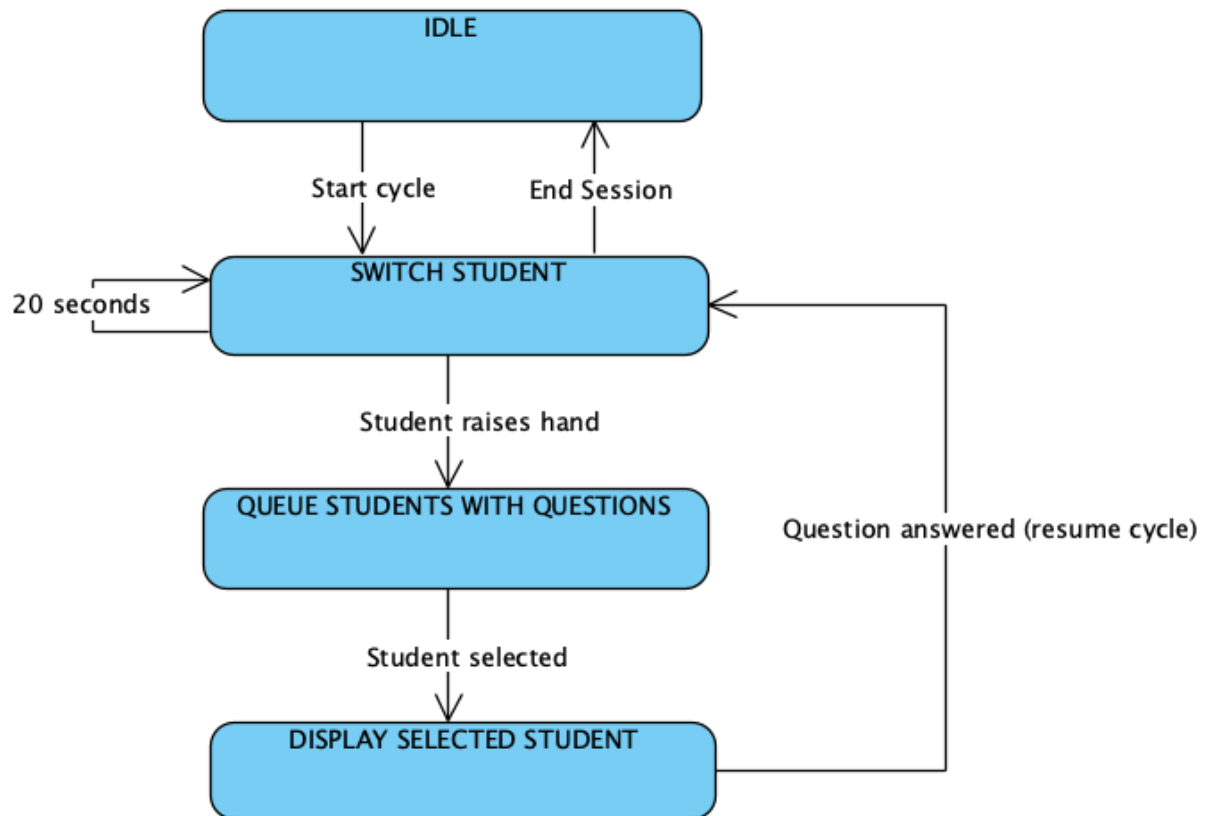 IDLE
Start cycle
End Session
SWITCH STUDENT
20 seconds
Student raises hand
QUEUE STUDENTS WITH QUESTIONS
Question answered (resume cycle)
Student selected
DISPLAY SELECTED STUDENT